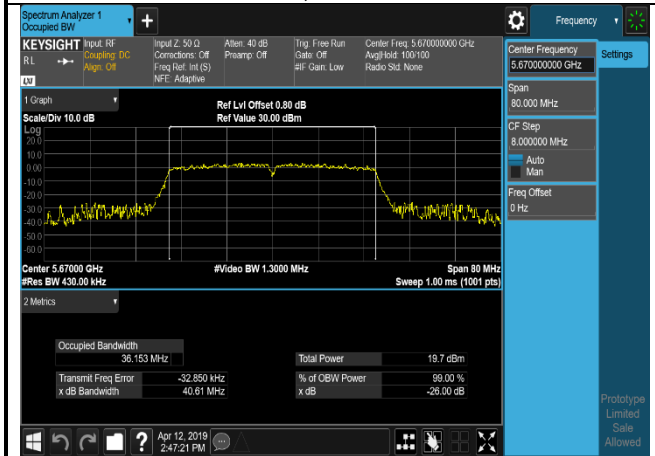 Spectrum Analyzer 1
Occupied BW
+
Frequency
KEYSIGHT
RL
LXI
Input: RF
Coupling: DC
Align: Off
Input Z: 50 Ω
Corrections: Off
Freq Ref: Int (S)
NFE: Adaptive
Atten: 40 dB
Preamp: Off
Trig: Free Run
Gate: Off
#IF Gain: Low
Center Freq: 5.670000000 GHz
Avg|Hold: 100/100
Radio Std: None
Center Frequency
5.670000000 GHz
Settings
Span
80.000 MHz
CF Step
8.000000 MHz
Auto
Man
Freq Offset
0 Hz
1 Graph
Scale/Div 10.0 dB
Ref Lvl Offset 0.80 dB
Ref Value 30.00 dBm
Log
20.0
10.0
0.00
-10.0
-20.0
-30.0
-40.0
-50.0
-60.0
Center 5.67000 GHz
#Video BW 1.3000 MHz
Span 80 MHz
#Res BW 430.00 kHz
Sweep 1.00 ms (1001 pts)
2 Metrics
Occupied Bandwidth
36.153 MHz
Total Power 19.7 dBm
Transmit Freq Error -32.850 kHz
% of OBW Power 99.00 %
x dB Bandwidth 40.61 MHz
x dB -26.00 dB
Prototype
Limited
Sale
Allowed
?
Apr 12, 2019
2:47:21 PM